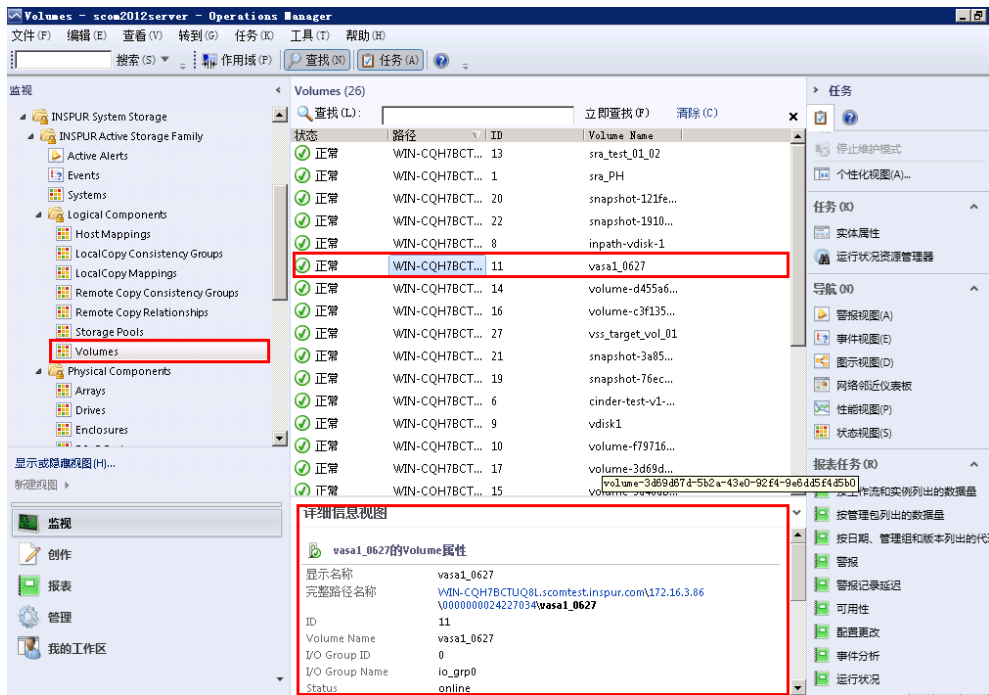 Volumes - scom2012server - Operations Manager
文件(F) 编辑(E) 查看(V) 转到(G) 任务(K) 工具(T) 帮助(H)
搜索(S) 作用域(P) 查找(N) 任务(A)
监视
INSPUR System Storage
INSPUR Active Storage Family
Active Alerts
Events
Systems
Logical Components
Host Mappings
LocalCopy Consistency Groups
LocalCopy Mappings
Remote Copy Consistency Groups
Remote Copy Relationships
Storage Pools
Volumes
Physical Components
Arrays
Drives
Enclosures
显示或隐藏视图(H)...
新建视图
监视
创作
报表
管理
我的工作区
Volumes (26)
查找(L): 立即查找(F) 清除(C)
状态 路径 ID Volume Name
正常 WIN-CQH7BCT... 13 sra_test_01_02
正常 WIN-CQH7BCT... 1 sra_PH
正常 WIN-CQH7BCT... 20 snapshot-121fe...
正常 WIN-CQH7BCT... 22 snapshot-1910...
正常 WIN-CQH7BCT... 8 inpath-vdisk-1
正常 WIN-CQH7BCT... 11 vasa1_0627
正常 WIN-CQH7BCT... 14 volume-d455a6...
正常 WIN-CQH7BCT... 16 volume-c3f135...
正常 WIN-CQH7BCT... 27 vss_target_vol_01
正常 WIN-CQH7BCT... 21 snapshot-3a85...
正常 WIN-CQH7BCT... 19 snapshot-76ec...
正常 WIN-CQH7BCT... 6 cinder-test-v1-...
正常 WIN-CQH7BCT... 9 vdisk1
正常 WIN-CQH7BCT... 10 volume-f79716...
正常 WIN-CQH7BCT... 17 volume-3d69d...
volume-3d69d67d-5b2a-43e0-92f4-9e6dd5f4d5b0
正常 WIN-CQH7BCT... 15
详细信息视图
vasa1_0627的Volume属性
显示名称 vasa1_0627
完整路径名称 WIN-CQH7BCTUQ8L.scomtest.inspur.com\172.16.3.86
\0000000024227034\vasa1_0627
ID 11
Volume Name vasa1_0627
I/O Group ID 0
I/O Group Name io_grp0
Status online
任务
停止维护模式
个性化视图(A)...
任务(K)
实体属性
运行状况资源管理器
导航(N)
警报视图(A)
事件视图(E)
图示视图(D)
网络邻近仪表板
性能视图(P)
状态视图(S)
报表任务(R)
按工作流和实例列出的数据量
按管理包列出的数据量
按日期、管理组和版本列出的代
警报
警报记录延迟
可用性
配置更改
事件分析
运行状况